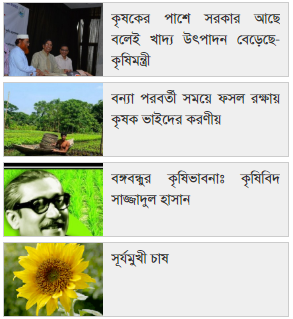 কৃষকের পাশে সরকার আছে
বলেই খাদ্য উৎপাদন বেড়েছে-
কৃষিমন্ত্রী
বন্যা পরবর্তী সময়ে ফসল রক্ষায়
কৃষক ভাইদের করণীয়
বঙ্গবন্ধুর কৃষিভাবনাঃ কৃষিবিদ
সাজ্জাদুল হাসান
সূর্যমুখী চাষ